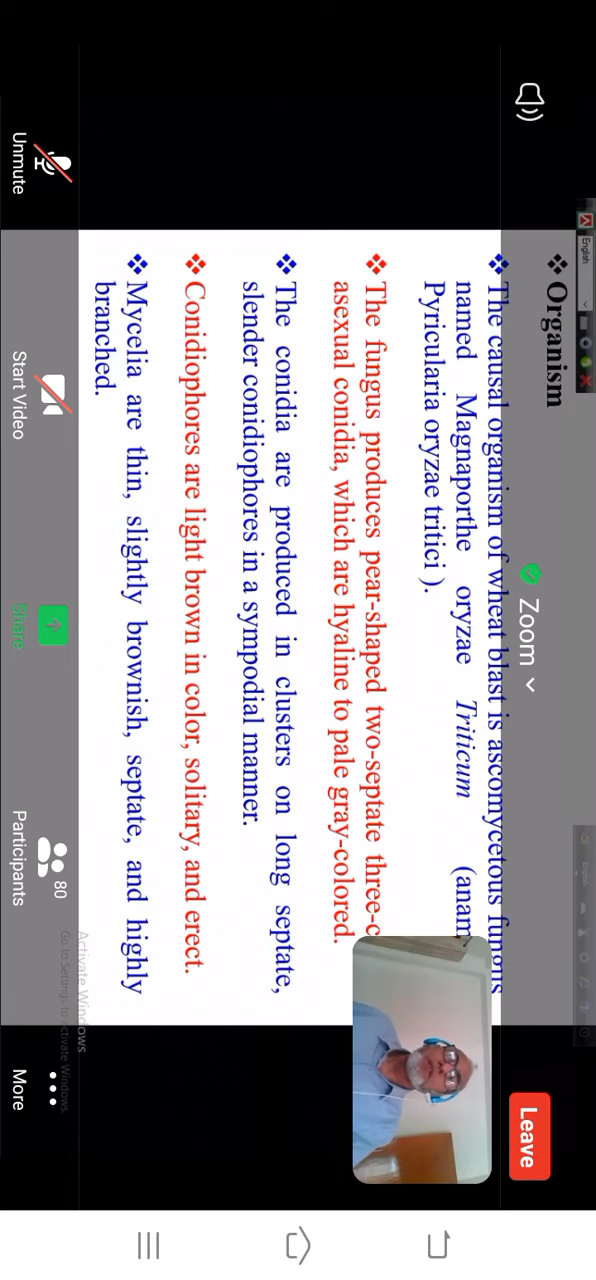 English
Zoom
Leave
❖ Organism
❖ The causal organism of wheat blast is ascomycetous fungus
named Magnaporthe oryzae Triticum (anam
Pyricularia oryzae tritici ).
❖ The fungus produces pear-shaped two-septate three-c
asexual conidia, which are hyaline to pale gray-colored.
❖ The conidia are produced in clusters on long septate,
slender conidiophores in a sympodial manner.
❖ Conidiophores are light brown in color, solitary, and erect.
❖ Mycelia are thin, slightly brownish, septate, and highly
branched.
Activate Windows
Go to Settings to activate Windows.
80
Unmute
Start Video
Share
Participants
More